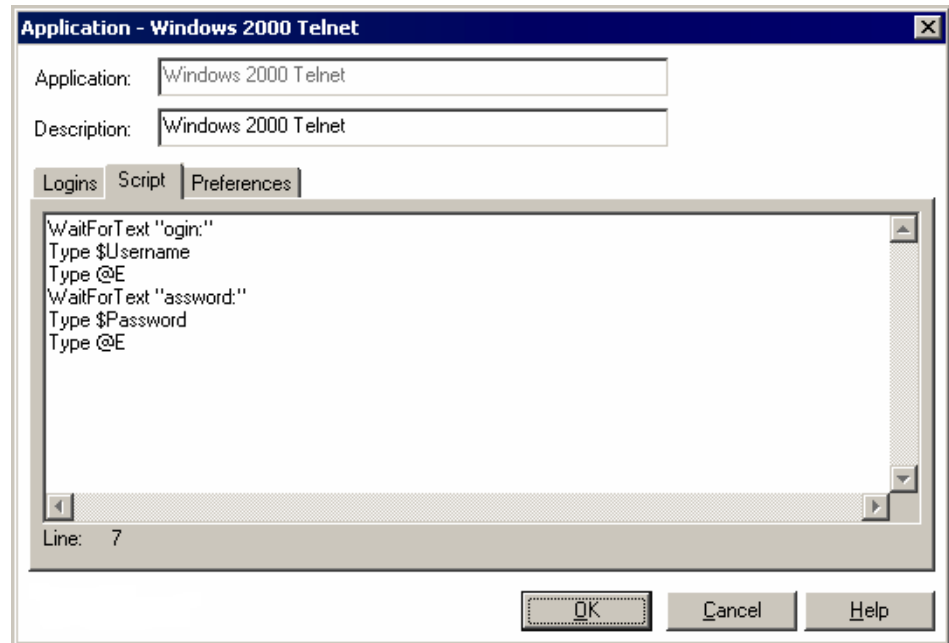 Application - Windows 2000 Telnet
Application: Windows 2000 Telnet
Description: Windows 2000 Telnet
Logins Script Preferences
WaitForText "ogin:"
Type $Username
Type @E
WaitForText "assword:"
Type $Password
Type @E
Line: 7
OK Cancel Help